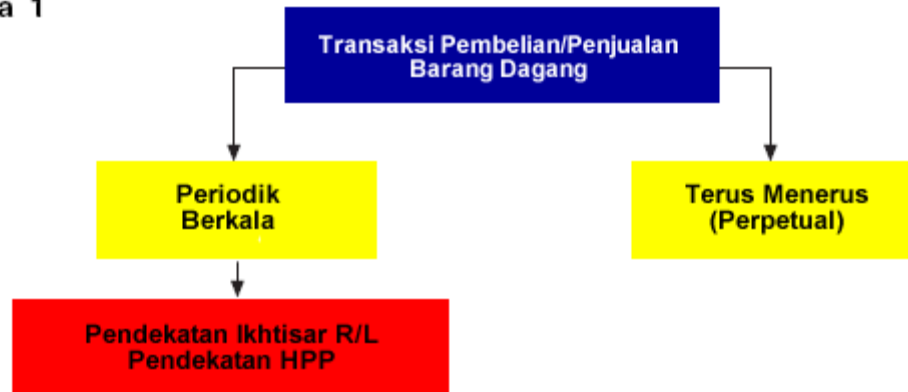 a 1
Transaksi Pembelian/Penjualan
Barang Dagang
Periodik
Berkala
Terus Menerus
(Perpetual)
Pendekatan Ikhtisar R/L
Pendekatan HPP